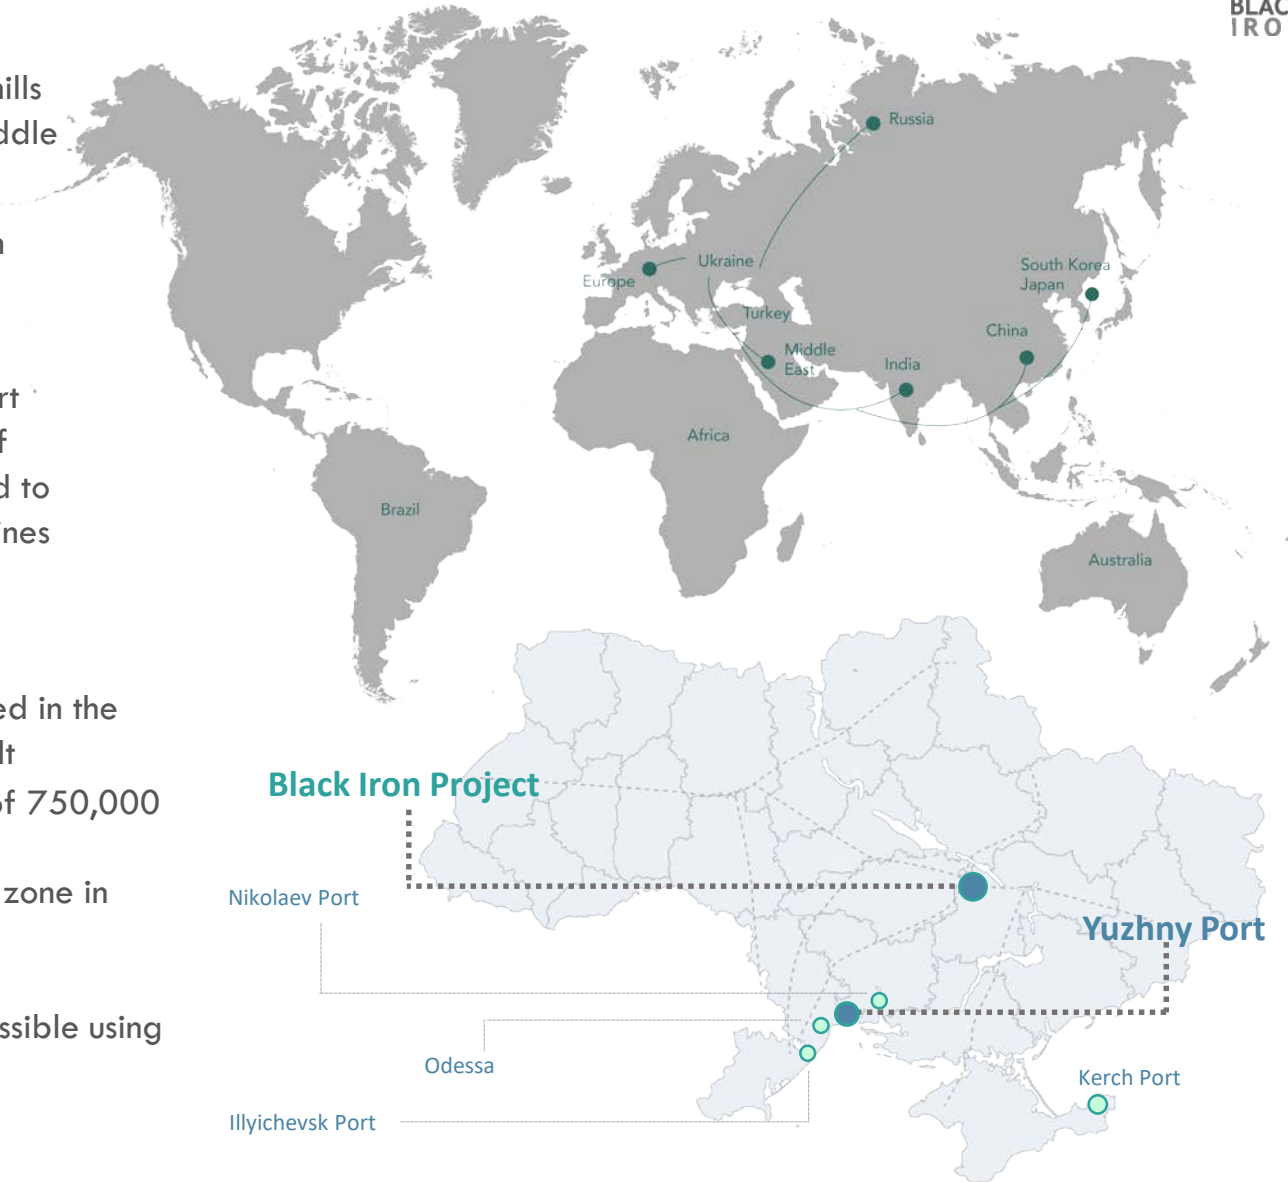 BLAC
IRO
ills
ddle
n
rt
f
d to
ines
ed in the
lt
of 750,000
zone in
ssible using
Russia
Ukraine
Europe
South Korea
Japan
Turkey
China
Middle
East
India
Africa
Brazil
Australia
Black Iron Project
Nikolaev Port
Yuzhny Port
Odessa
Kerch Port
Illyichevsk Port